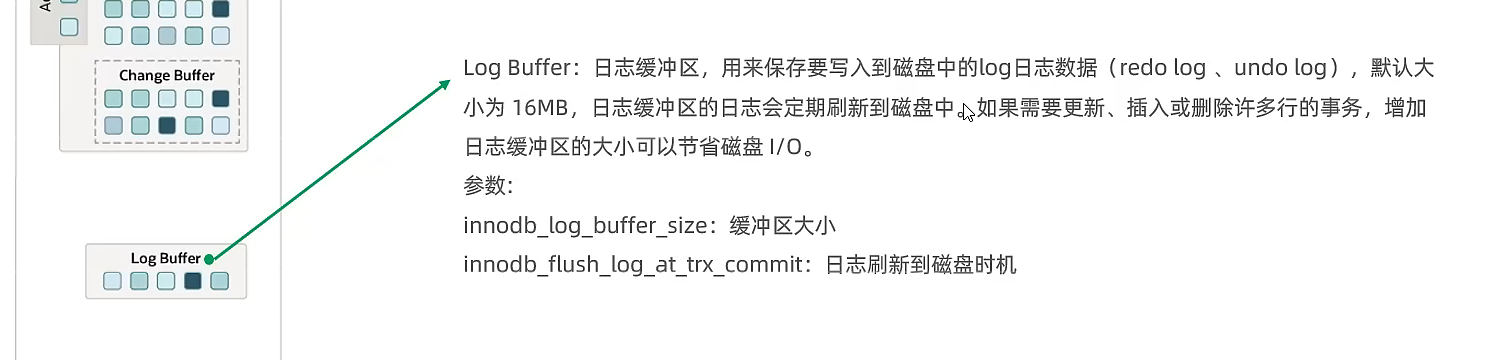 Change Buffer
Log Buffer
Log Buffer：日志缓冲区，用来保存要写入到磁盘中的log日志数据（redo log 、undo log），默认大
小为 16MB，日志缓冲区的日志会定期刷新到磁盘中。如果需要更新、插入或删除许多行的事务，增加
日志缓冲区的大小可以节省磁盘 I/O。
参数：
innodb_log_buffer_size：缓冲区大小
innodb_flush_log_at_trx_commit：日志刷新到磁盘时机